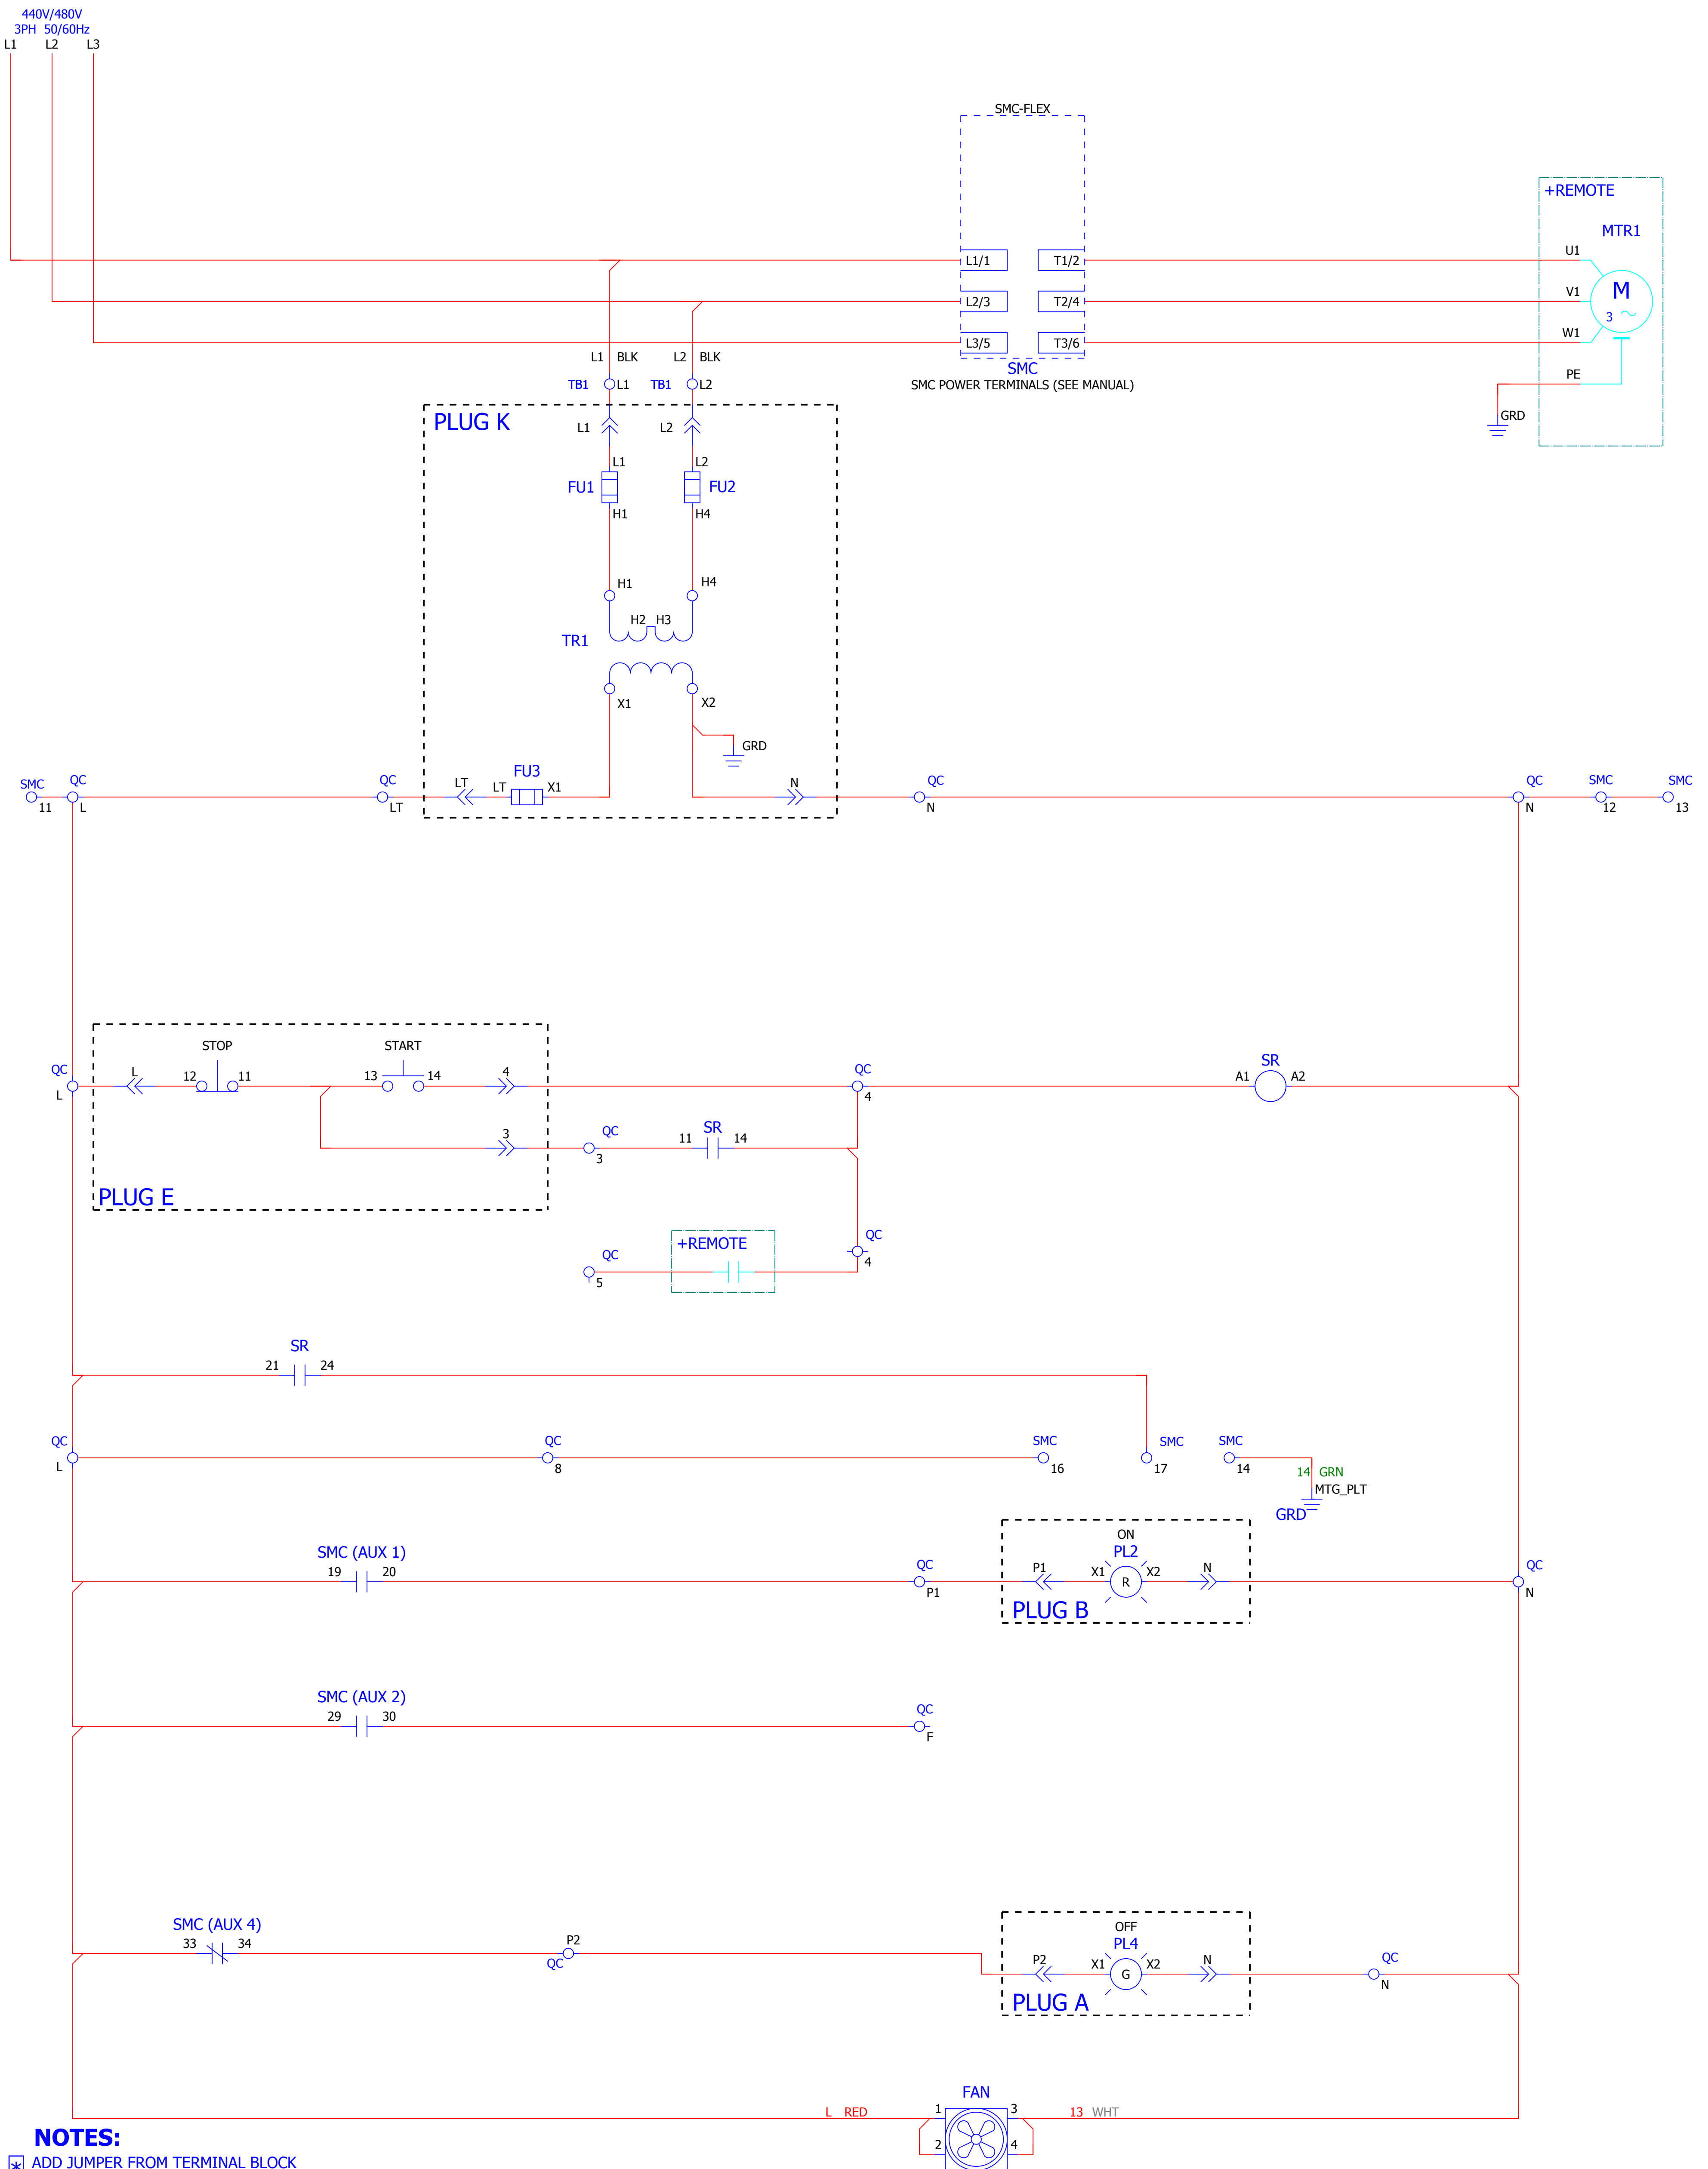 440V/480V
3PH 50/60Hz
L1 L2 L3
SMC-FLEX
+REMOTE
MTR1
L1/1 T1/2 U1
L2/3 T2/4 V1
M
3
L3/5 T3/6 W1
L1 BLK L2 BLK
SMC
SMC POWER TERMINALS (SEE MANUAL)
PE
TB1 L1 TB1 L2
GRD
PLUG K
L1 L2
L1 L2
FU1 FU2
H1 H4
H1 H4
H2 H3
TR1
X1 X2
GRD
SMC QC QC LT LT FU3 X1 N QC QC SMC SMC
11 L LT N N 12 13
STOP START
QC L 12 11 13 14 4 QC SR
L 4 A1 A2
3 QC 11 SR 14
3
PLUG E
+REMOTE
QC QC
5 4
SR
21 24
QC QC SMC SMC SMC
L 8 16 17 14
14 GRN
MTG_PLT
GRD
SMC (AUX 1)
19 20
QC
P1
ON
PL2
P1 X1 R X2 N
PLUG B
QC
N
SMC (AUX 2)
29 30
QC
F
SMC (AUX 4)
33 34
P2
QC
OFF
PL4
P2 X1 G X2 N
PLUG A
QC
N
FAN
L RED 1 3 13 WHT
2 4
NOTES:
* ADD JUMPER FROM TERMINAL BLOCK